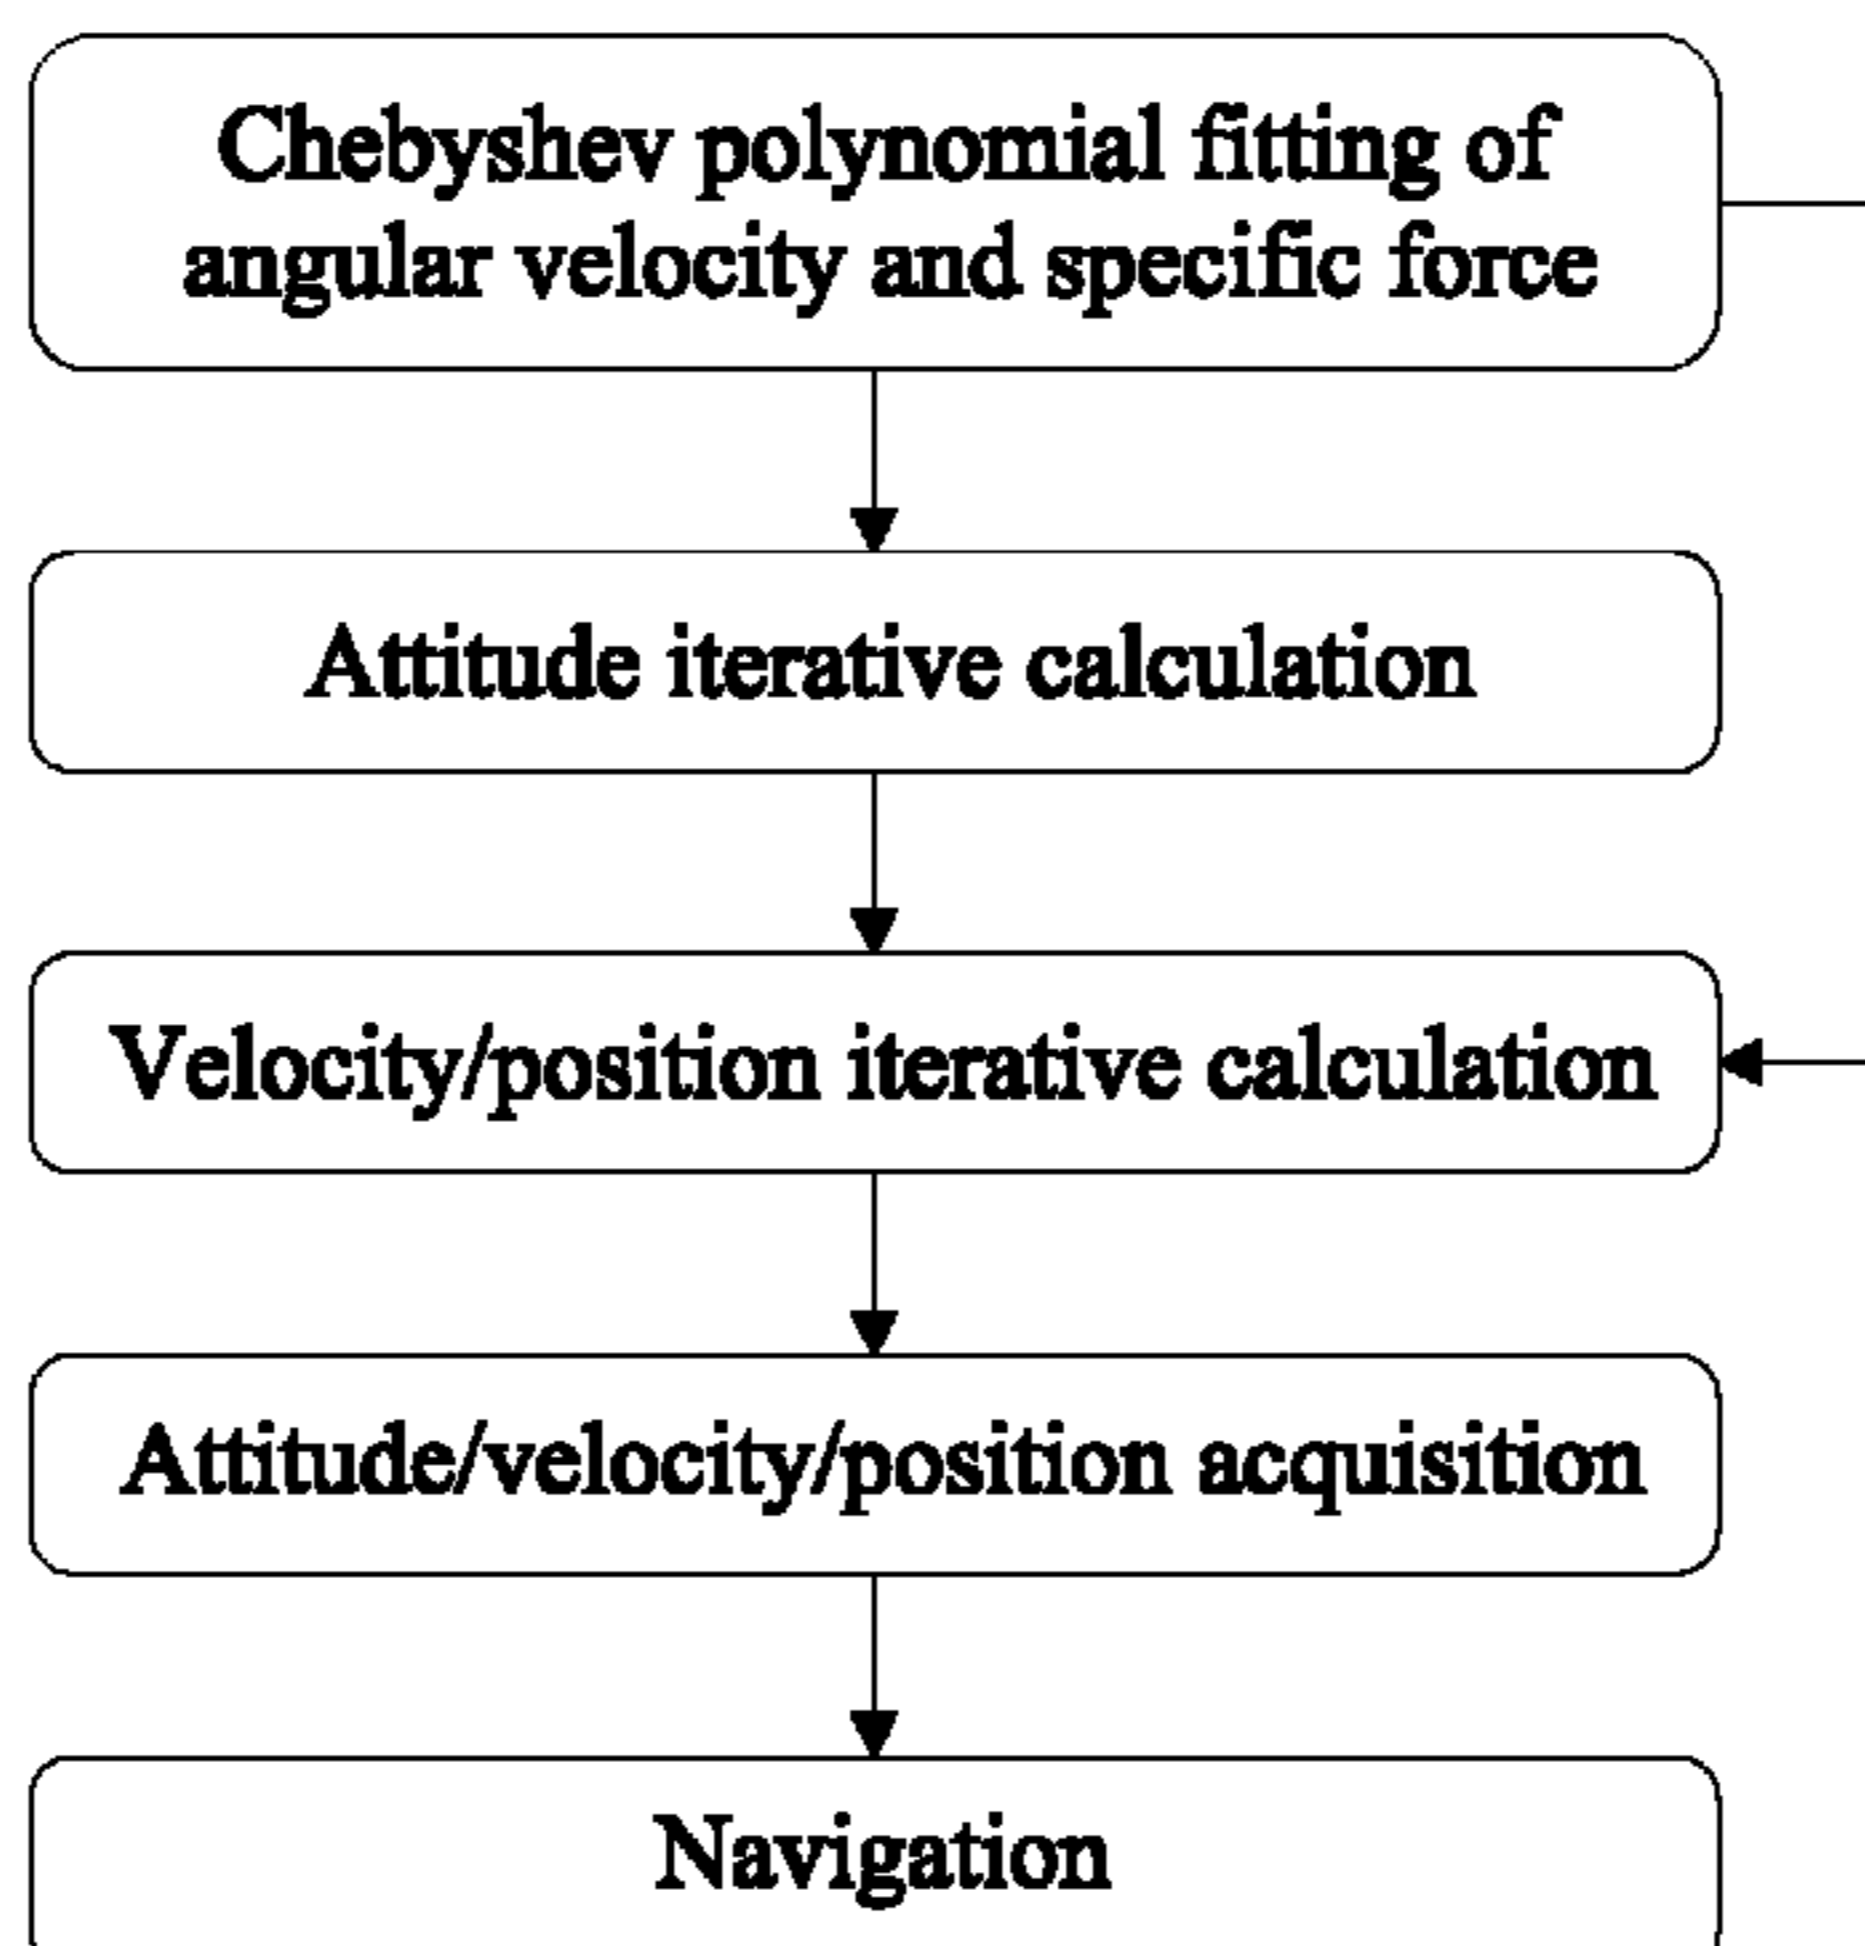 Chebyshev polynomial fitting of
angular velocity and specific force
Attitude iterative calculation
Velocity/position iterative calculation
Attitude/velocity/position acquisition
Navigation